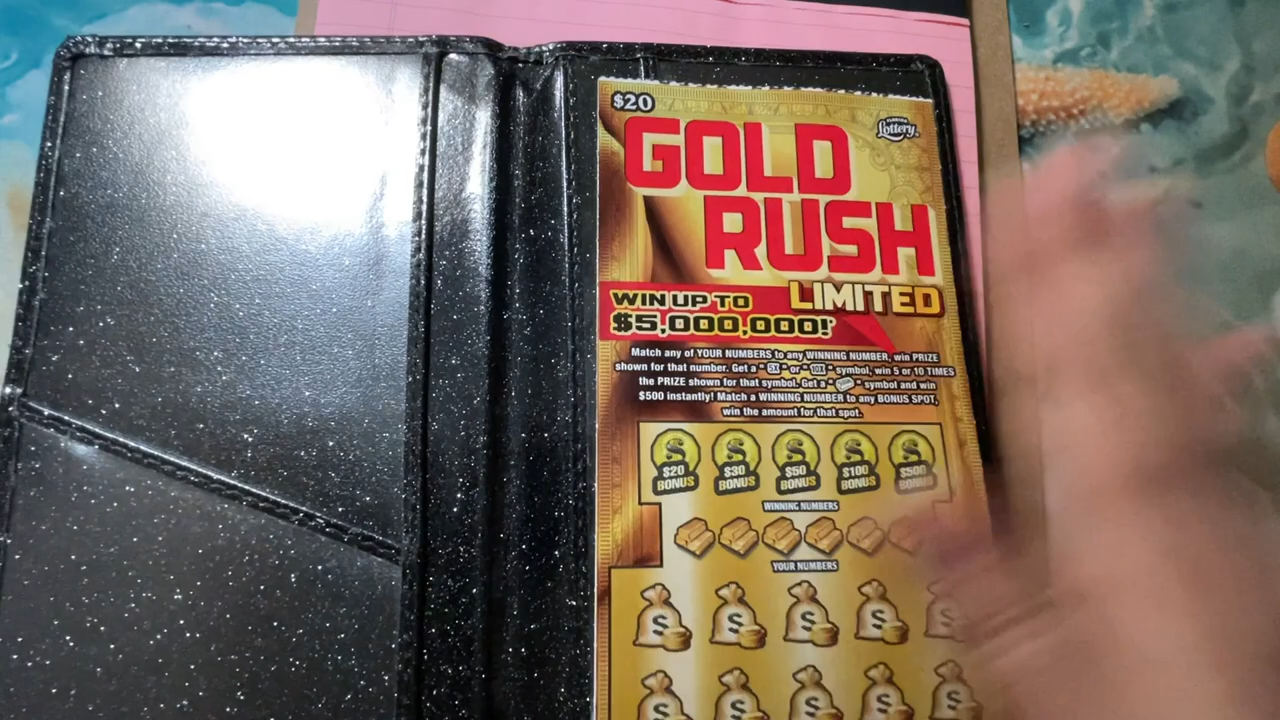 $20
FLORIDA
Lottery
GOLD
RUSH
LIMITED
WIN UP TO
$5,000,000!*
Match any of YOUR NUMBERS to any WINNING NUMBER, win PRIZE
shown for that number. Get a "5X" or "10X" symbol, win 5 or 10 TIMES
the PRIZE shown for that symbol. Get a " " symbol and win
$500 instantly! Match a WINNING NUMBER to any BONUS SPOT,
win the amount for that spot.
$20 $30 $50 $100 $500
BONUS BONUS BONUS BONUS BONUS
WINNING NUMBERS
YOUR NUMBERS
$ $ $ $ $
$ $ $ $ $